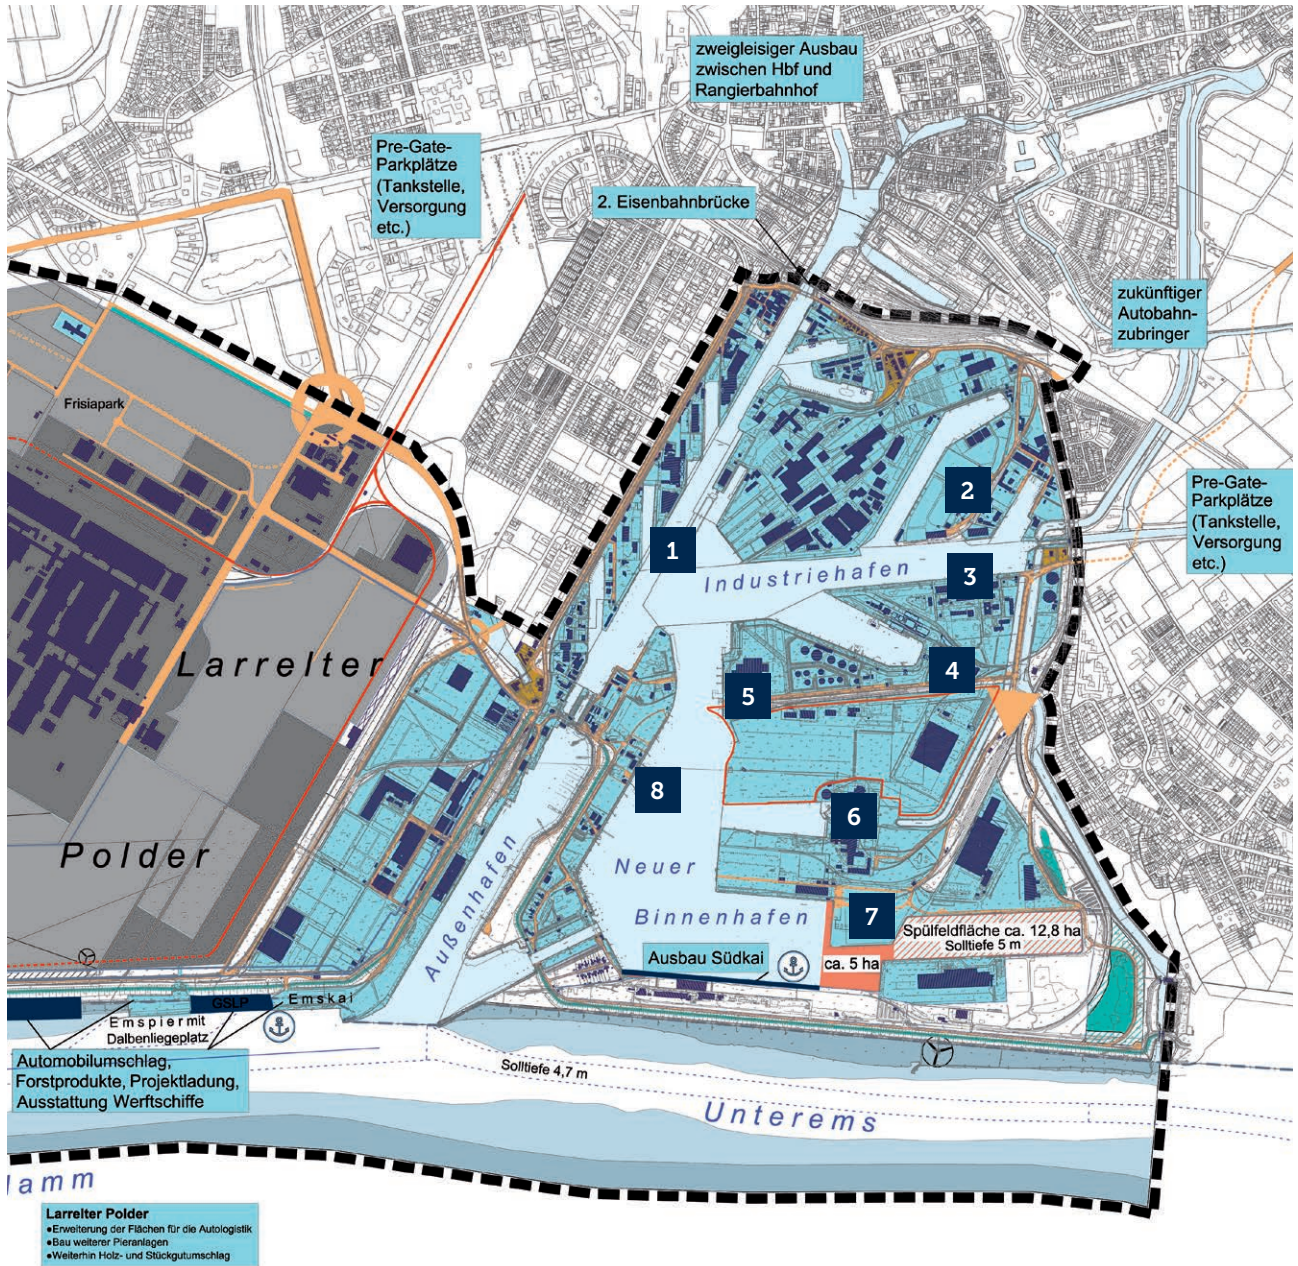 zweigleisiger Ausbau
zwischen Hbf und
Rangierbahnhof
Pre-Gate-
Parkplätze
(Tankstelle,
Versorgung
etc.)
2. Eisenbahnbrücke
zukünftiger
Autobahn-
zubringer
Frisiapark
Pre-Gate-
Parkplätze
(Tankstelle,
Versorgung
etc.)
1
2
3
Industriehafen
4
5
6
7
8
Larrelter
Polder
Außenhafen
Neuer
Binnenhafen
Ausbau Südkai
ca. 5 ha
Spülfeldfläche ca. 12,8 ha
Solltiefe 5 m
GSLP
Emskai
Emspier mit
Dalbenliegeplatz
Automobilumschlag,
Forstprodukte, Projektladung,
Ausstattung Werftschiffe
Solltiefe 4,7 m
Unterems
lamm
Larrelter Polder
•Erweiterung der Flächen für die Autologistik
•Bau weiterer Pieranlagen
•Weiterhin Holz- und Stückgutumschlag